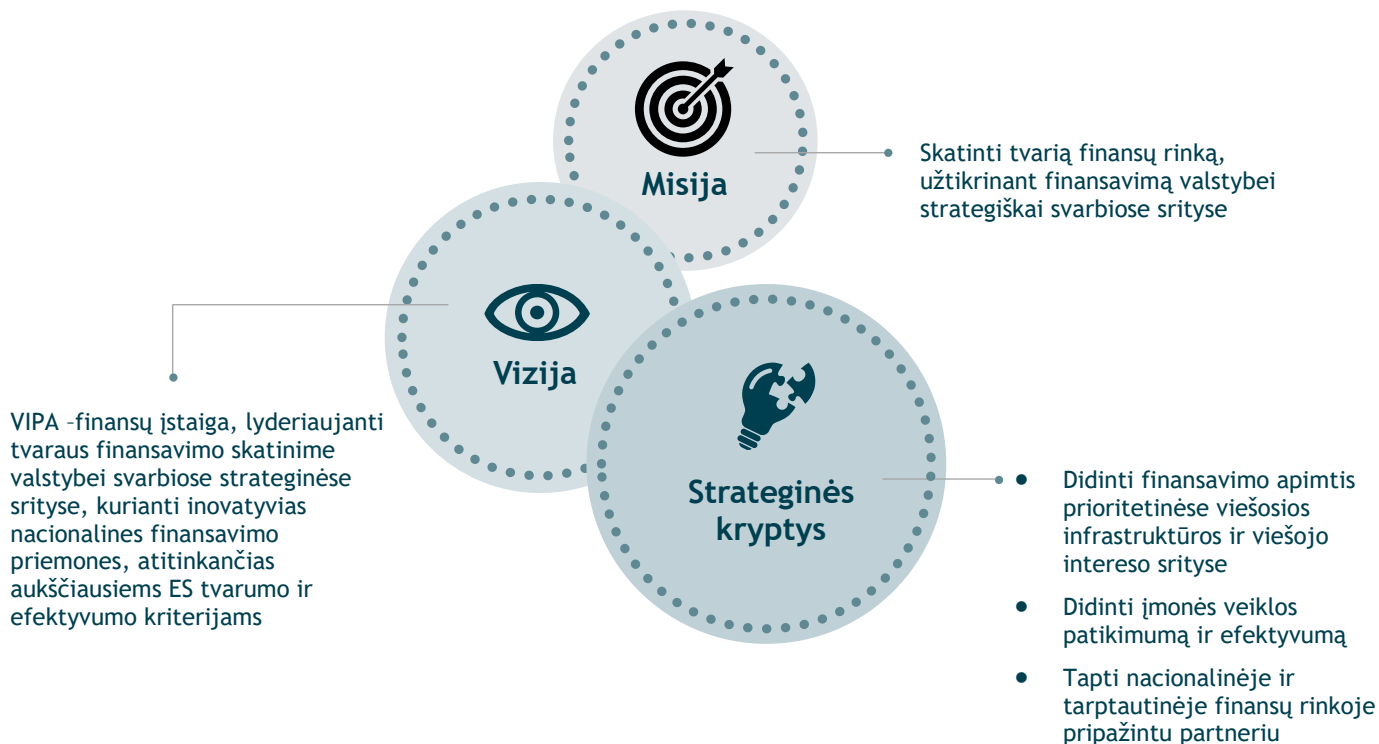 Misija
Skatinti tvarią finansų rinką,
užtikrinant finansavimą valstybei
strategiškai svarbiose srityse
Vizija
VIPA –finansų įstaiga, lyderiaujanti
tvaraus finansavimo skatinime
valstybei svarbiose strateginėse
srityse, kurianti inovatyvias
nacionalines finansavimo
priemones, atitinkančias
aukščiausiems ES tvarumo ir
efektyvumo kriterijams
Strateginės
kryptys
● Didinti finansavimo apimtis
prioritetinėse viešosios
infrastruktūros ir viešojo
intereso srityse
● Didinti įmonės veiklos
patikimumą ir efektyvumą
● Tapti nacionalinėje ir
tarptautinėje finansų rinkoje
pripažintu partneriu